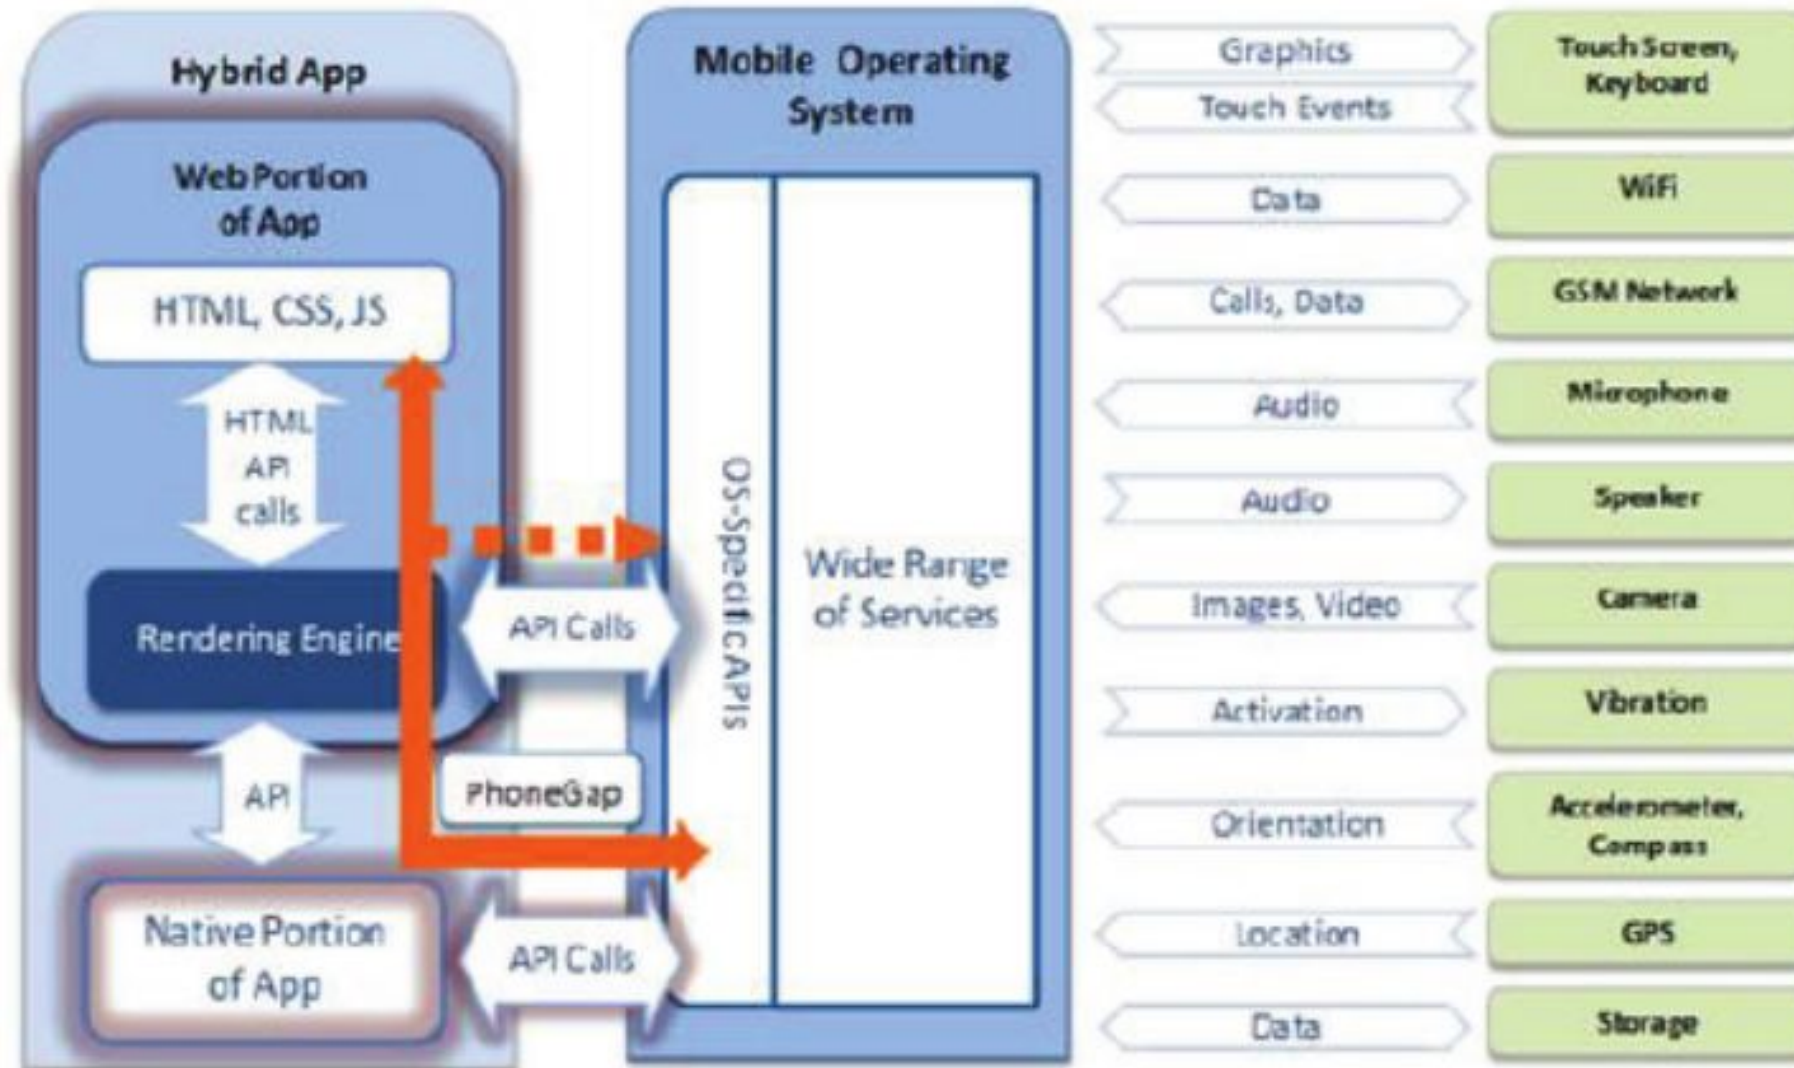 Hybrid App
Web Portion
of App
HTML, CSS, JS
HTML
API
calls
Rendering Engine
API
Native Portion
of App
API Calls
PhoneGap
API Calls
Mobile Operating
System
OS-Specific APIs
Wide Range
of Services
Graphics
Touch Events
Touch Screen,
Keyboard
Data
WiFi
Calls, Data
GSM Network
Audio
Microphone
Audio
Speaker
Images, Video
Camera
Activation
Vibration
Orientation
Accelerometer,
Compass
Location
GPS
Data
Storage